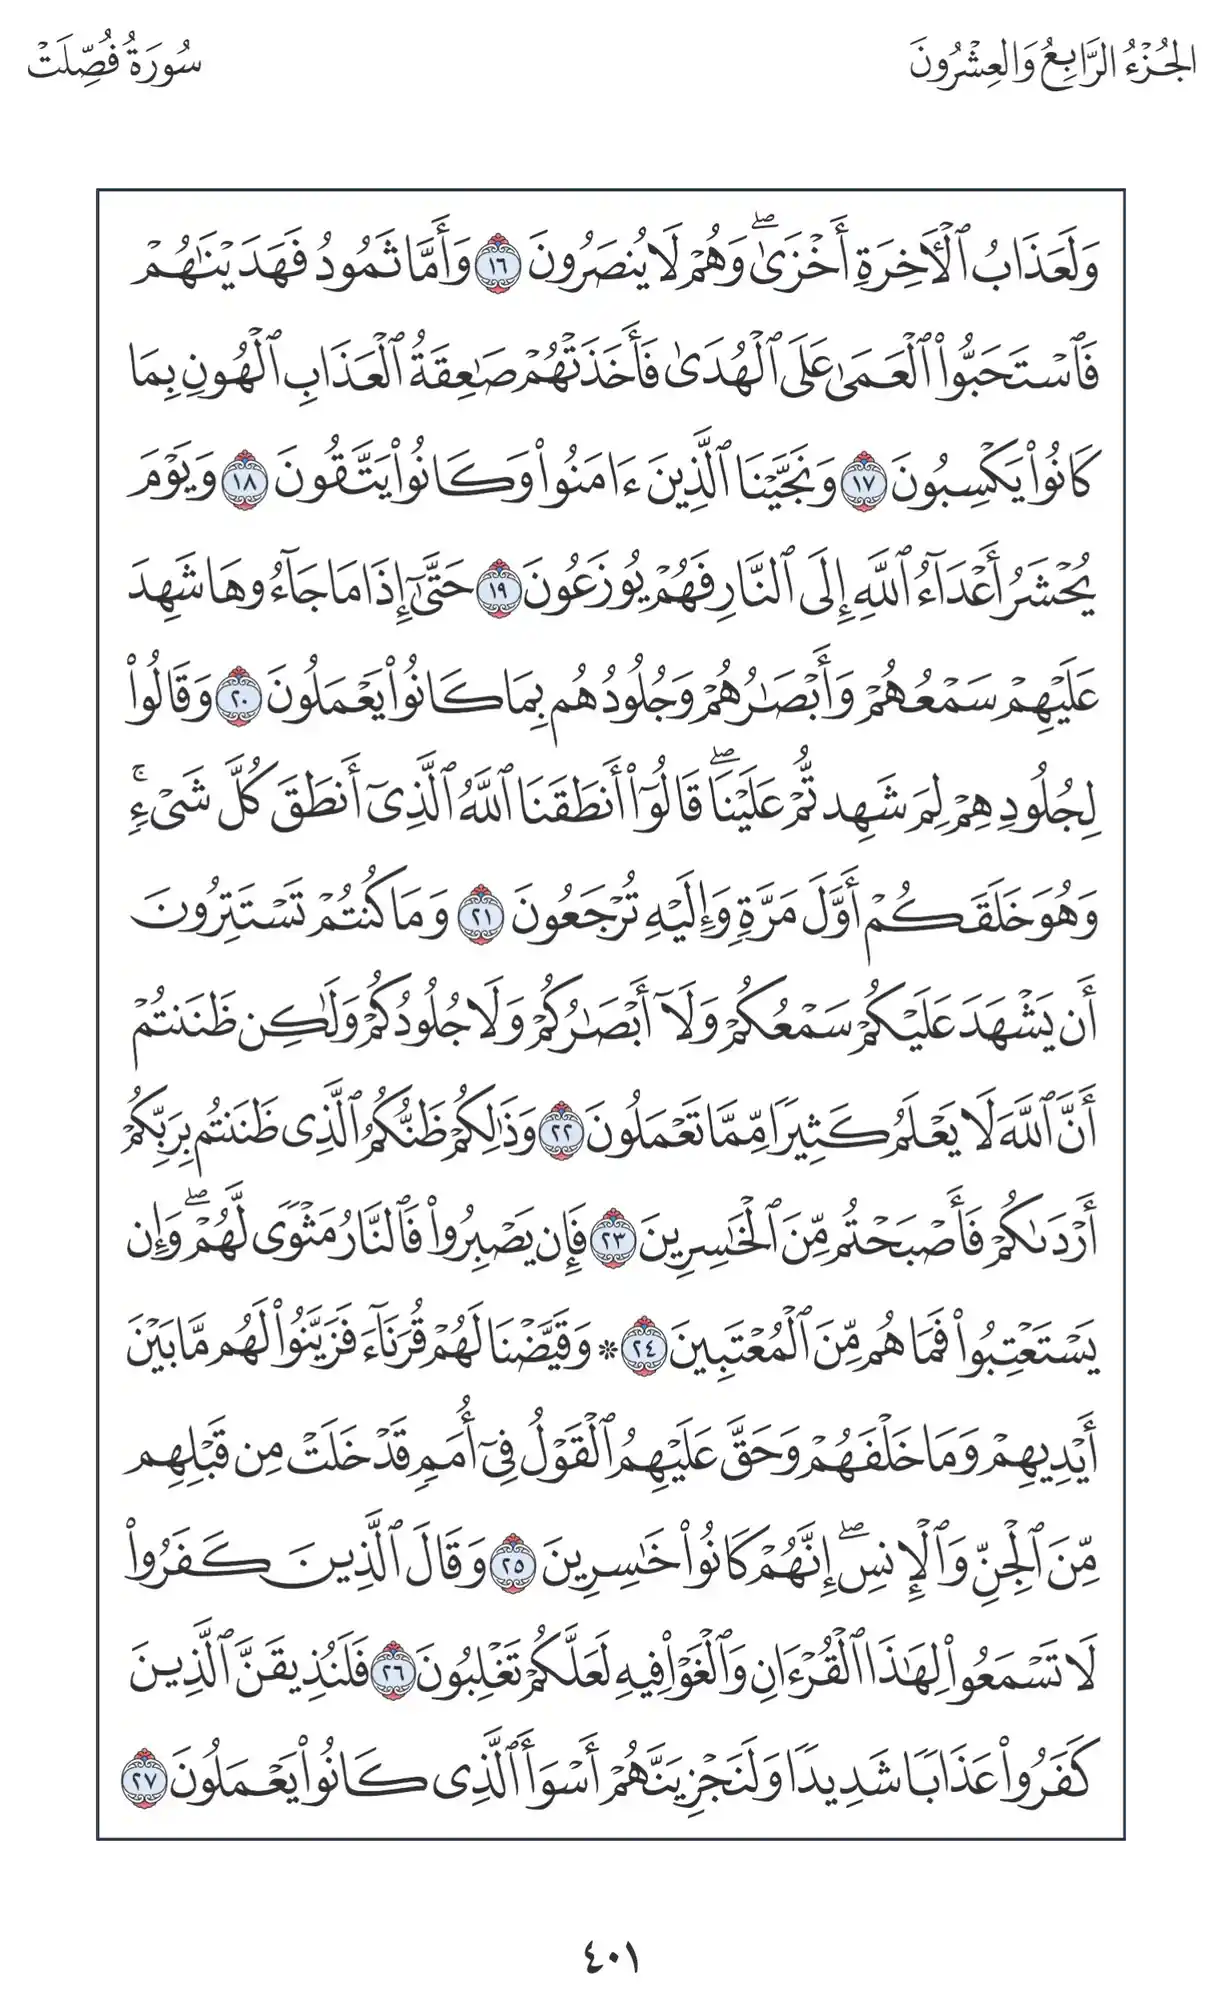 الجُزْءُ الرَّابِعُ وَالعِشْرُونَ
سُورَةُ فُصِّلَتْ
وَلَعَذَابُ ٱلْأٓخِرَةِ أَخْزَىٰۖ وَهُمْ لَا يُنصَرُونَ ١٦ وَأَمَّا ثَمُودُ فَهَدَيْنَٰهُمْ
فَٱسْتَحَبُّوا۟ ٱلْعَمَىٰ عَلَى ٱلْهُدَىٰ فَأَخَذَتْهُمْ صَٰعِقَةُ ٱلْعَذَابِ ٱلْهُونِ بِمَا
كَانُوا۟ يَكْسِبُونَ ١٧ وَنَجَّيْنَا ٱلَّذِينَ ءَامَنُوا۟ وَكَانُوا۟ يَتَّقُونَ ١٨ وَيَوْمَ
يُحْشَرُ أَعْدَآءُ ٱللَّهِ إِلَى ٱلنَّارِ فَهُمْ يُوزَعُونَ ١٩ حَتَّىٰٓ إِذَا مَا جَآءُوهَا شَهِدَ
عَلَيْهِمْ سَمْعُهُمْ وَأَبْصَٰرُهُمْ وَجُلُودُهُم بِمَا كَانُوا۟ يَعْمَلُونَ ٢٠ وَقَالُوا۟
لِجُلُودِهِمْ لِمَ شَهِدتُّمْ عَلَيْنَاۖ قَالُوٓا۟ أَنطَقَنَا ٱللَّهُ ٱلَّذِىٓ أَنطَقَ كُلَّ شَىْءٍۚ
وَهُوَ خَلَقَكُمْ أَوَّلَ مَرَّةٍ وَإِلَيْهِ تُرْجَعُونَ ٢١ وَمَا كُنتُمْ تَسْتَتِرُونَ
أَن يَشْهَدَ عَلَيْكُمْ سَمْعُكُمْ وَلَآ أَبْصَٰرُكُمْ وَلَا جُلُودُكُمْ وَلَٰكِن ظَنَنتُمْ
أَنَّ ٱللَّهَ لَا يَعْلَمُ كَثِيرًا مِّمَّا تَعْمَلُونَ ٢٢ وَذَٰلِكُمْ ظَنُّكُمُ ٱلَّذِى ظَنَنتُم بِرَبِّكُمْ
أَرْدَىٰكُمْ فَأَصْبَحْتُم مِّنَ ٱلْخَٰسِرِينَ ٢٣ فَإِن يَصْبِرُوا۟ فَٱلنَّارُ مَثْوًى لَّهُمْۖ وَإِن
يَسْتَعْتِبُوا۟ فَمَا هُم مِّنَ ٱلْمُعْتَبِينَ ٢٤ * وَقَيَّضْنَا لَهُمْ قُرَنَآءَ فَزَيَّنُوا۟ لَهُم مَّا بَيْنَ
أَيْدِيهِمْ وَمَا خَلْفَهُمْ وَحَقَّ عَلَيْهِمُ ٱلْقَوْلُ فِىٓ أُمَمٍ قَدْ خَلَتْ مِن قَبْلِهِم
مِّنَ ٱلْجِنِّ وَٱلْإِنسِۖ إِنَّهُمْ كَانُوا۟ خَٰسِرِينَ ٢٥ وَقَالَ ٱلَّذِينَ كَفَرُوا۟
لَا تَسْمَعُوا۟ لِهَٰذَا ٱلْقُرْءَانِ وَٱلْغَوْا۟ فِيهِ لَعَلَّكُمْ تَغْلِبُونَ ٢٦ فَلَنُذِيقَنَّ ٱلَّذِينَ
كَفَرُوا۟ عَذَابًا شَدِيدًا وَلَنَجْزِيَنَّهُمْ أَسْوَأَ ٱلَّذِى كَانُوا۟ يَعْمَلُونَ ٢٧
٤٠١